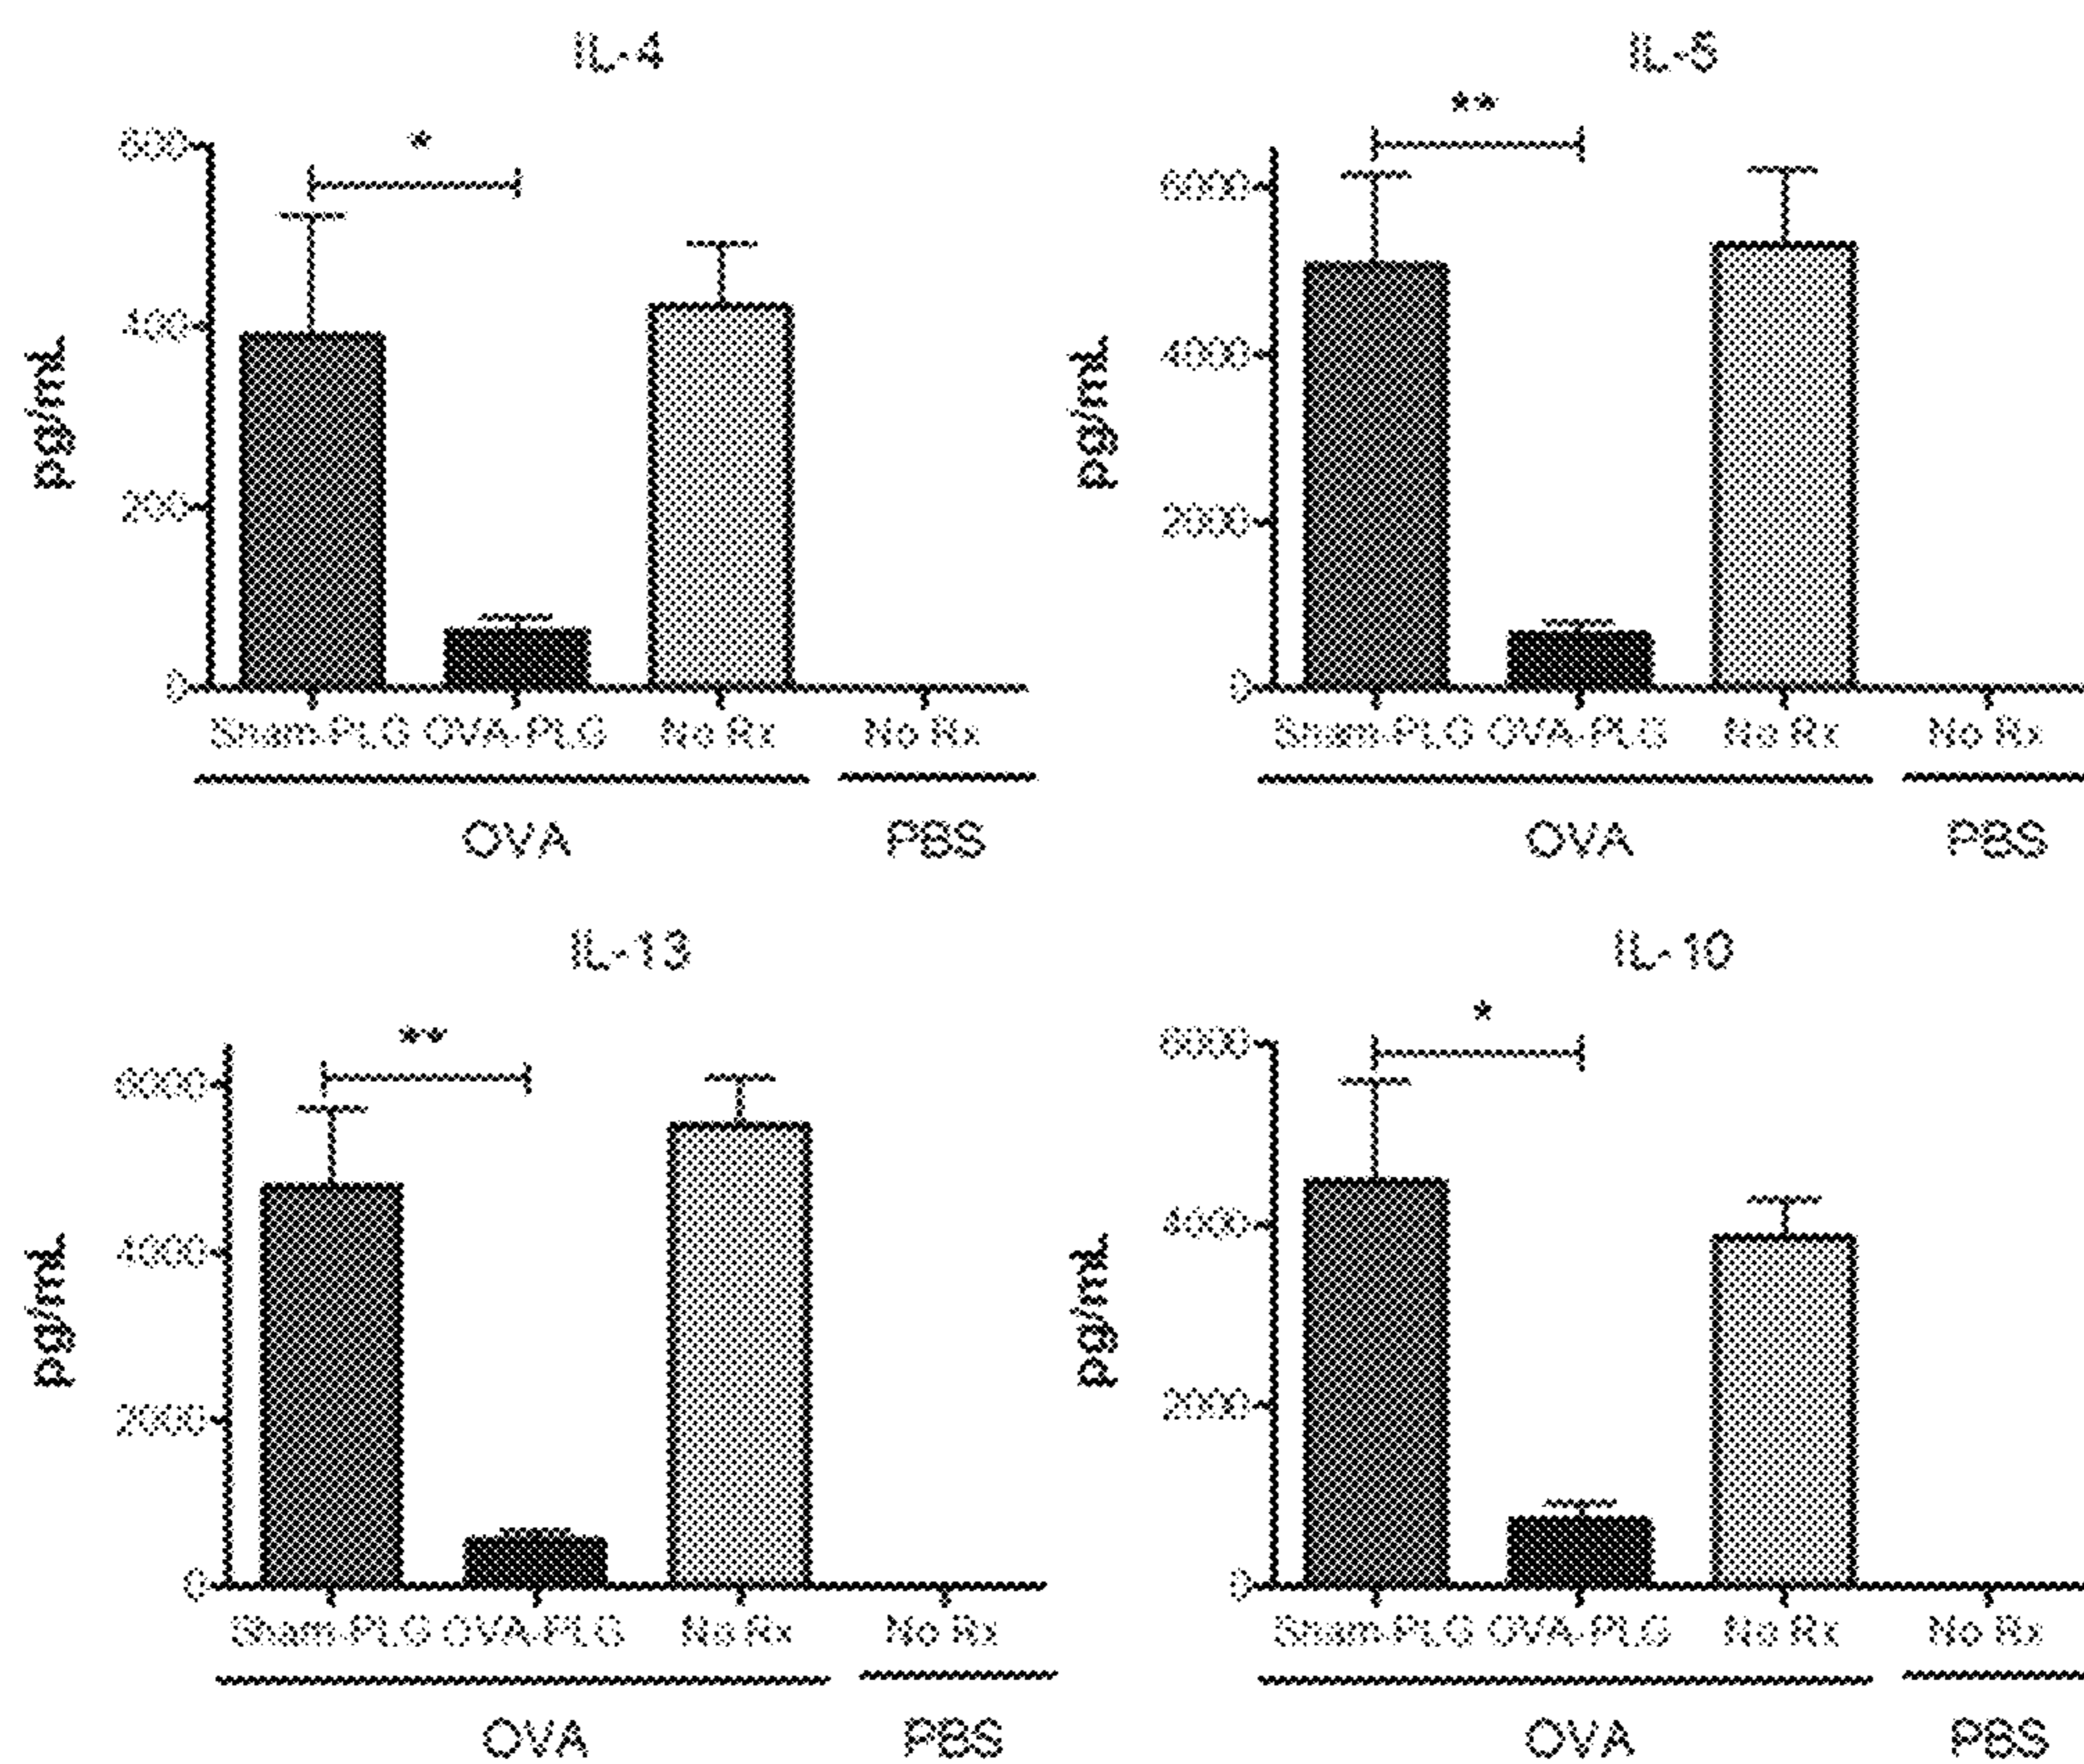 IL-4
*
600
400
200
0
pg/mL
Sham-PLG OVA-PLG No Rx No Rx
OVA PBS
IL-5
**
6000
4000
2000
0
pg/mL
Sham-PLG OVA-PLG No Rx No Rx
OVA PBS
IL-13
**
6000
4000
2000
0
pg/mL
Sham-PLG OVA-PLG No Rx No Rx
OVA PBS
IL-10
*
6000
4000
2000
0
pg/mL
Sham-PLG OVA-PLG No Rx No Rx
OVA PBS